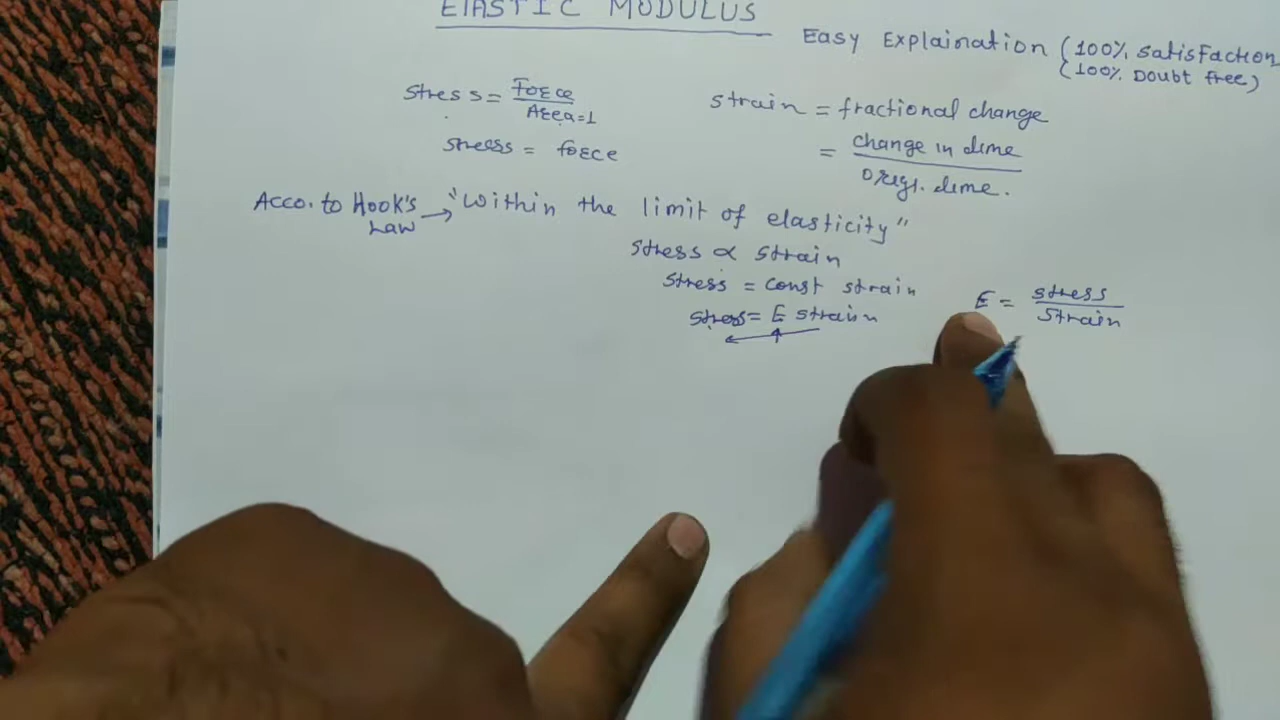 ElASTIC MODULUS
Easy Explaination (100% satisfaction
(100% Doubt free)
Stress = Force / Area=1
stress = force
strain = fractional change
= change in dime / origi. dime.
Acco. to Hook's Law → "Within the limit of elasticity"
stress ∝ strain
stress = const strain
stress = E strain
E = stress / strain